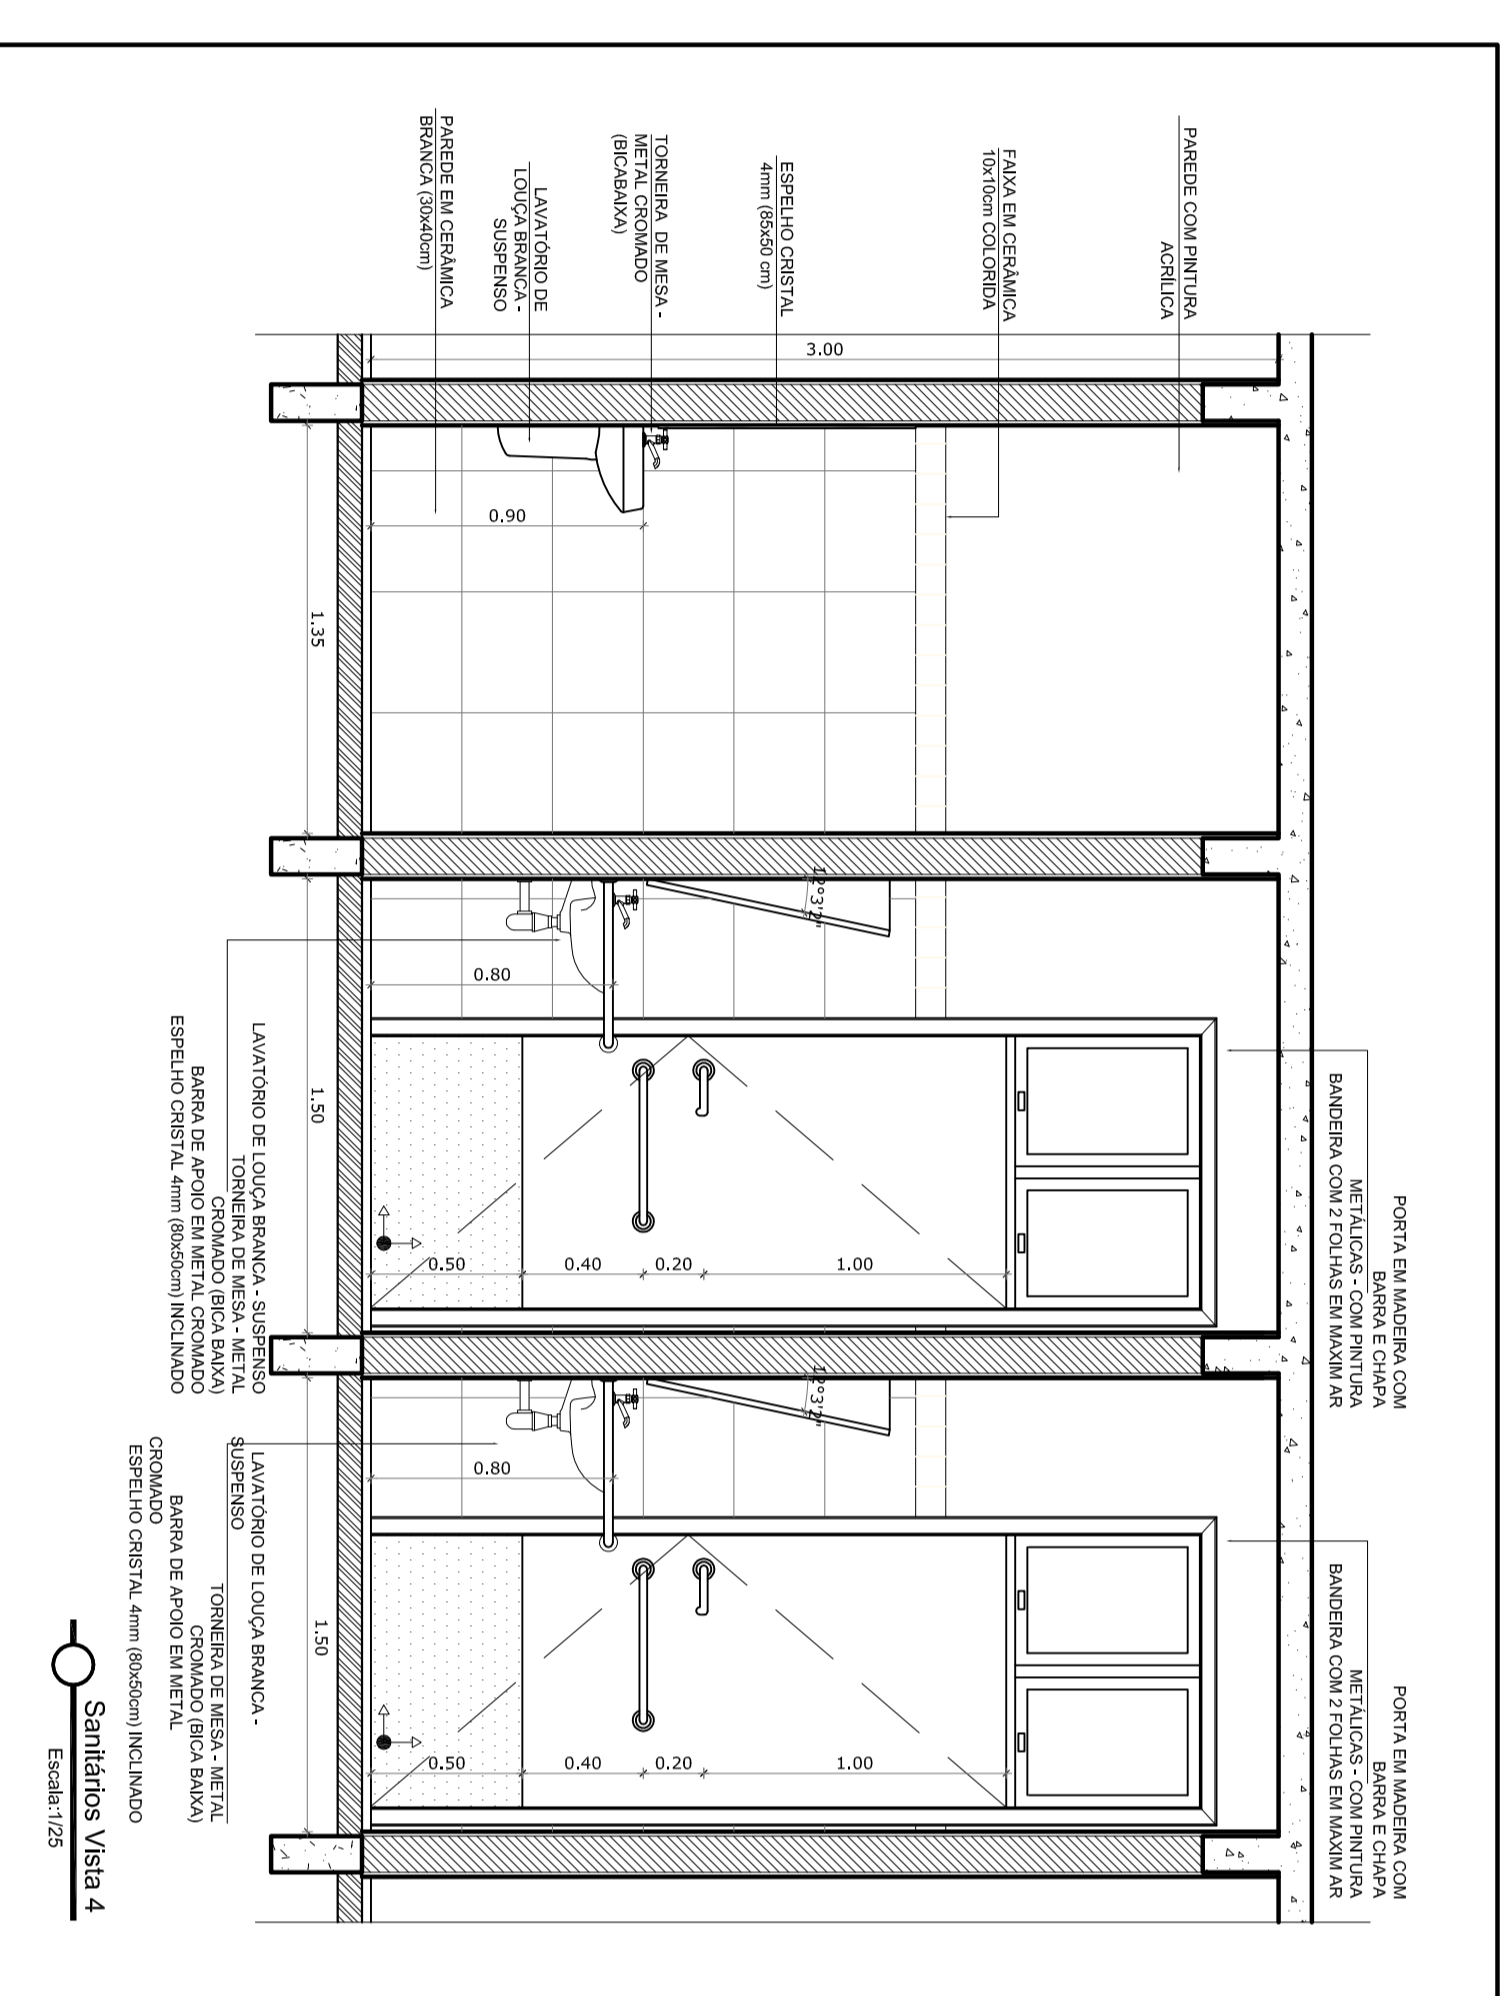 PAREDE COM PINTURA
ACRÍLICA
FAIXA EM CERÂMICA
10x10cm COLORIDA
ESPELHO CRISTAL
4mm (85x50 cm)
TORNEIRA DE MESA -
METAL CROMADO
(BICABAIXA)
LAVATÓRIO DE
LOUÇA BRANCA -
SUSPENSO
PAREDE EM CERÂMICA
BRANCA (30x40cm)
3.00
0.90
1.35
PORTA EM MADEIRA COM
BARRA E CHAPA
METÁLICAS - COM PINTURA
BANDEIRA COM 2 FOLHAS EM MAXIM AR
12°3'2"
0.80
1.00
0.20
0.40
0.50
1.50
LAVATÓRIO DE LOUÇA BRANCA - SUSPENSO
TORNEIRA DE MESA - METAL
CROMADO (BICA BAIXA)
BARRA DE APOIO EM METAL CROMADO
ESPELHO CRISTAL 4mm (80x50cm) INCLINADO
PORTA EM MADEIRA COM
BARRA E CHAPA
METÁLICAS - COM PINTURA
BANDEIRA COM 2 FOLHAS EM MAXIM AR
12°3'2"
0.80
1.00
0.20
0.40
0.50
1.50
LAVATÓRIO DE LOUÇA BRANCA -
SUSPENSO
TORNEIRA DE MESA - METAL
CROMADO (BICA BAIXA)
BARRA DE APOIO EM METAL
CROMADO
ESPELHO CRISTAL 4mm (80x50cm) INCLINADO
Sanitários Vista 4
Escala:1/25